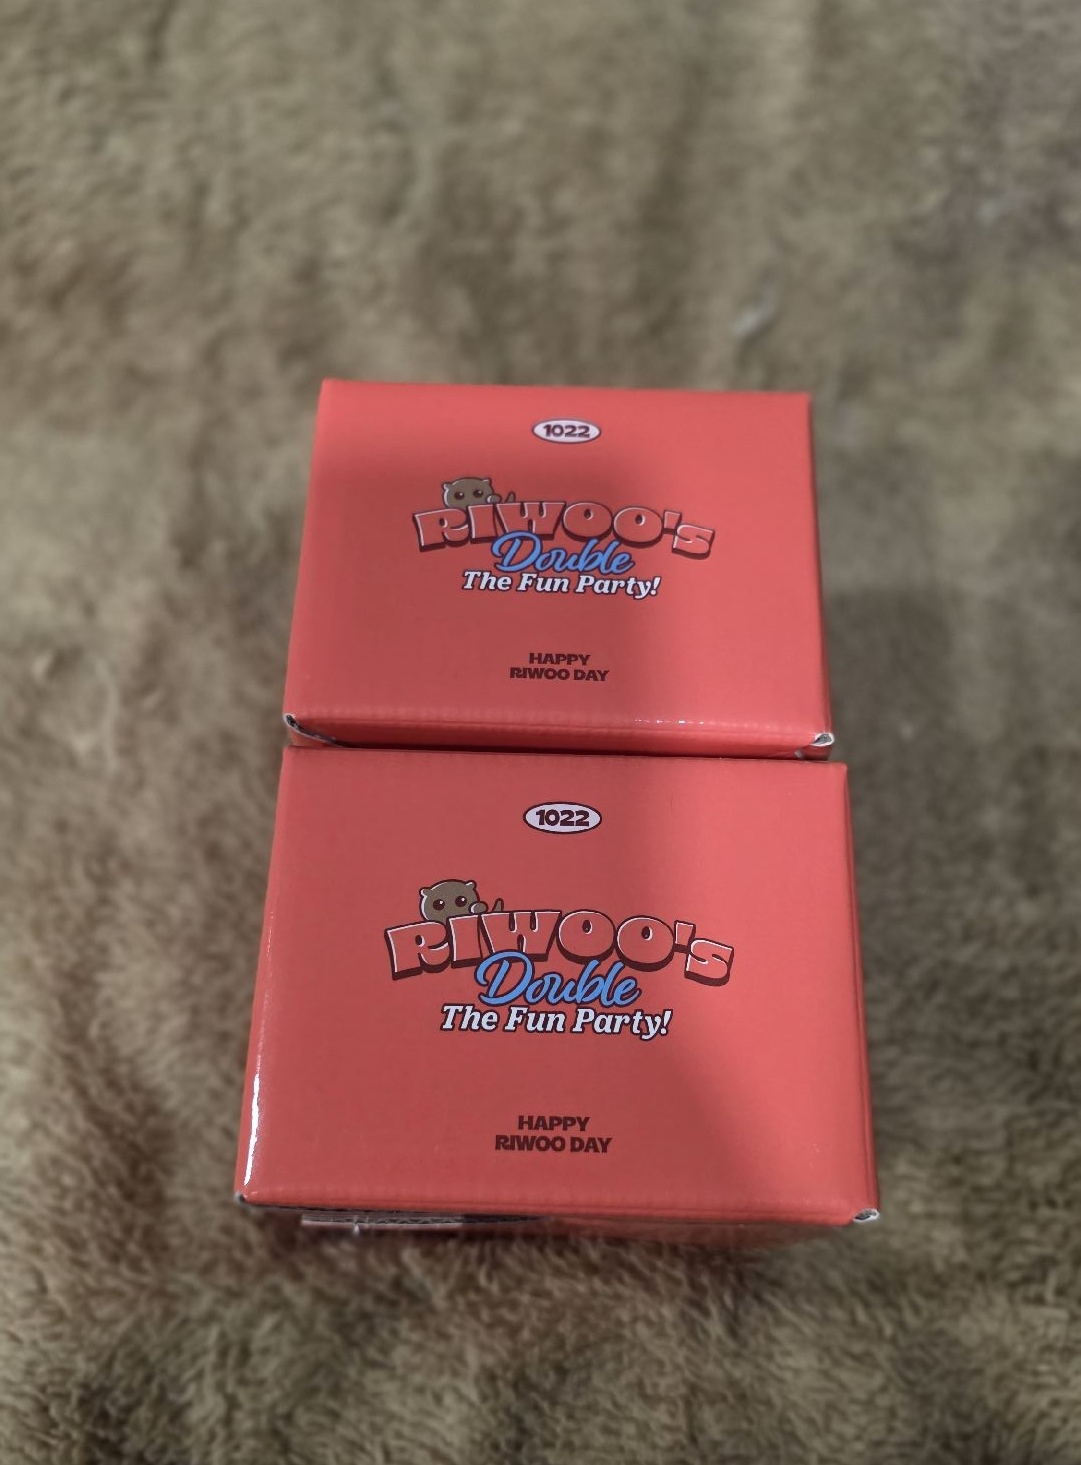 1022
RIWOO's
Double
The Fun Party!
HAPPY
RIWOO DAY
1022
RIWOO's
Double
The Fun Party!
HAPPY
RIWOO DAY